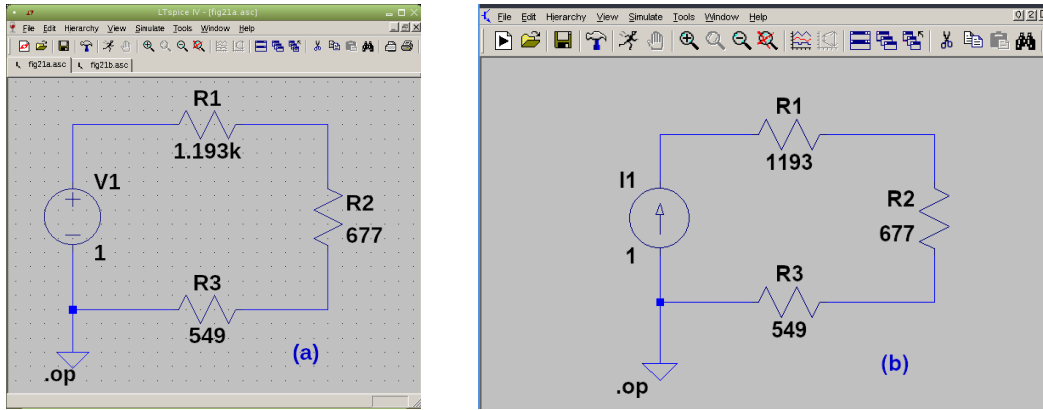 LTspice IV - [fig21a.asc]
File Edit Hierarchy View Simulate Tools Window Help
fig21a.asc fig21b.asc
R1
1.193k
V1
1
R2
677
R3
549
(a)
.op
File Edit Hierarchy View Simulate Tools Window Help
R1
1193
I1
1
R2
677
R3
549
(b)
.op